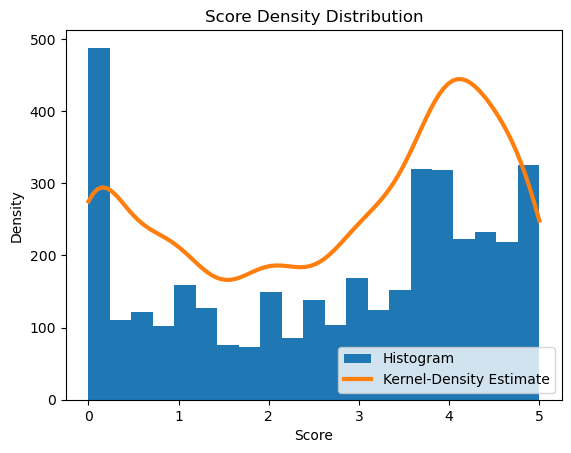 Score Density Distribution
500
400
300
200
100
0
Density
Histogram
Kernel-Density Estimate
0 1 2 3 4 5
Score